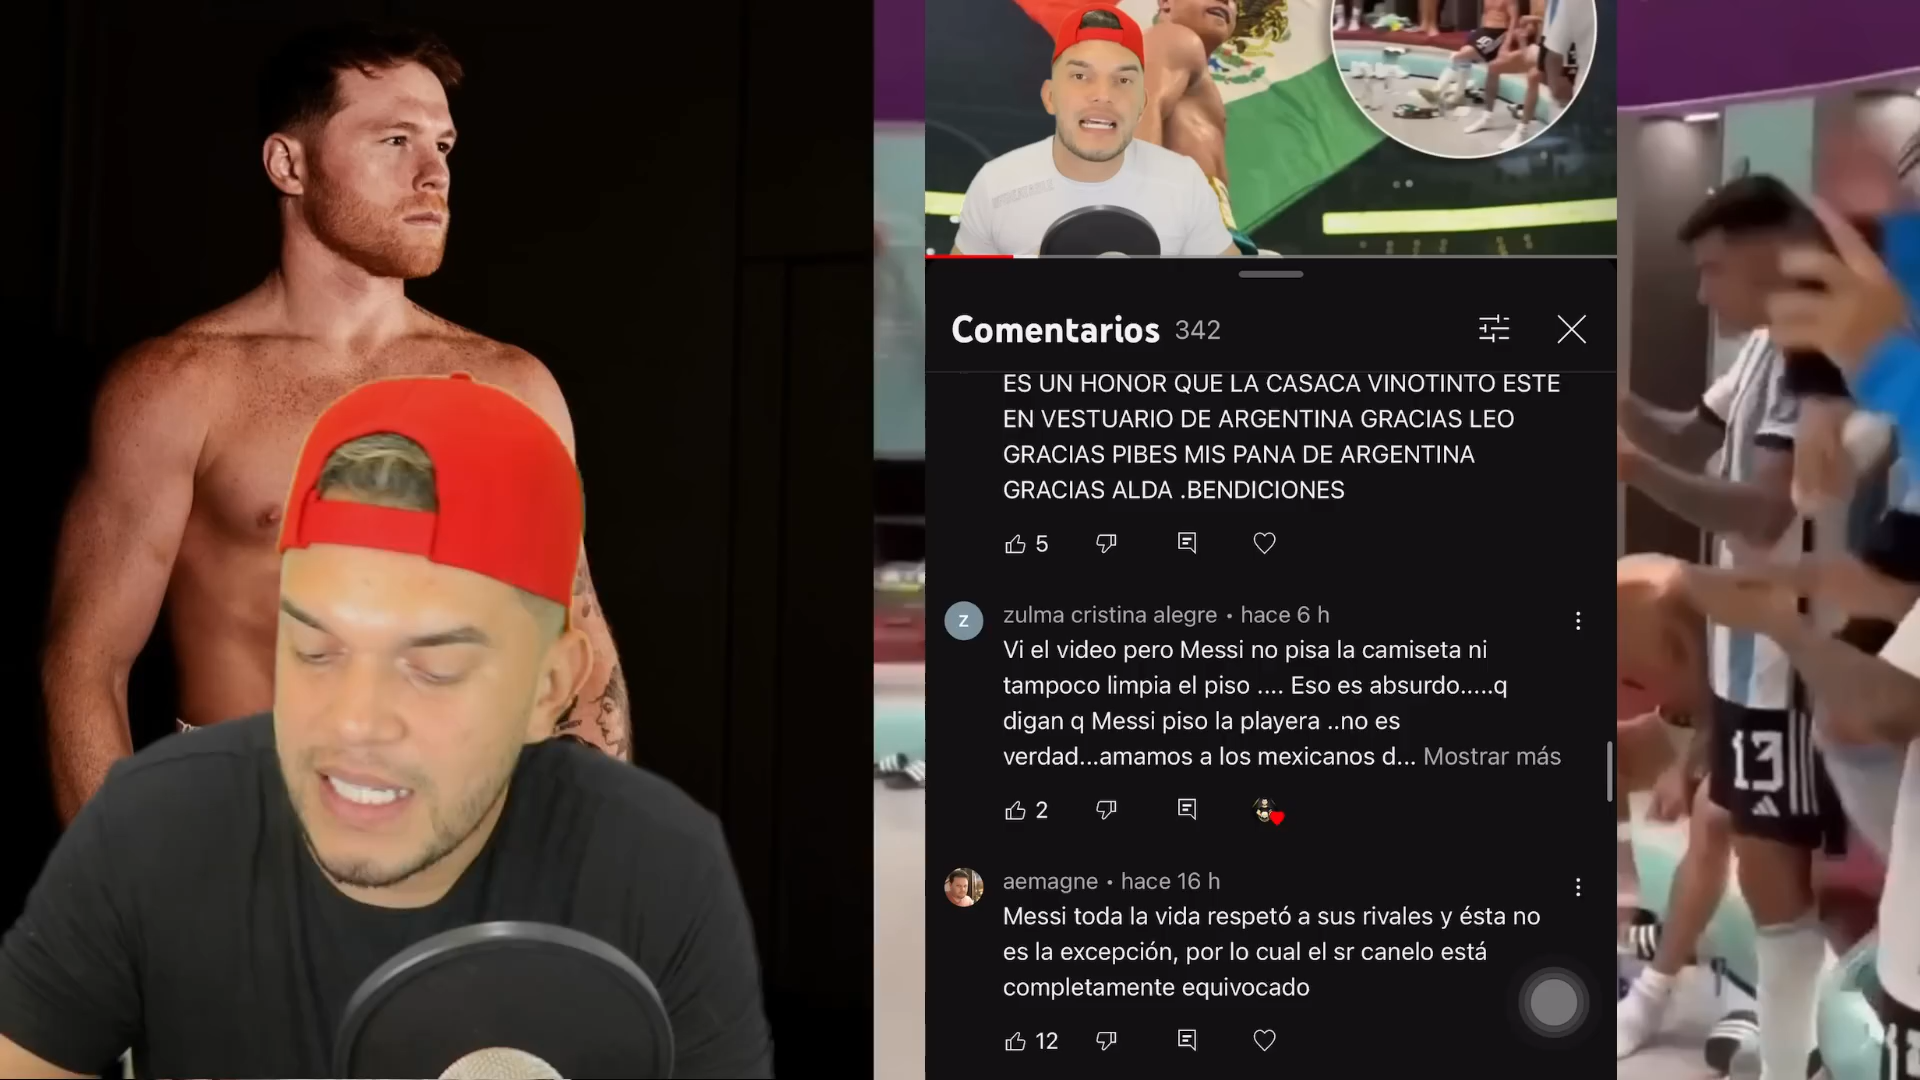 Comentarios 342
ES UN HONOR QUE LA CASACA VINOTINTO ESTE
EN VESTUARIO DE ARGENTINA GRACIAS LEO
GRACIAS PIBES MIS PANA DE ARGENTINA
GRACIAS ALDA .BENDICIONES
5
Z
zulma cristina alegre • hace 6 h
Vi el video pero Messi no pisa la camiseta ni
tampoco limpia el piso .... Eso es absurdo.....q
digan q Messi piso la playera ..no es
verdad...amamos a los mexicanos d... Mostrar más
2
aemagne • hace 16 h
Messi toda la vida respetó a sus rivales y ésta no
es la excepción, por lo cual el sr canelo está
completamente equivocado
12
13